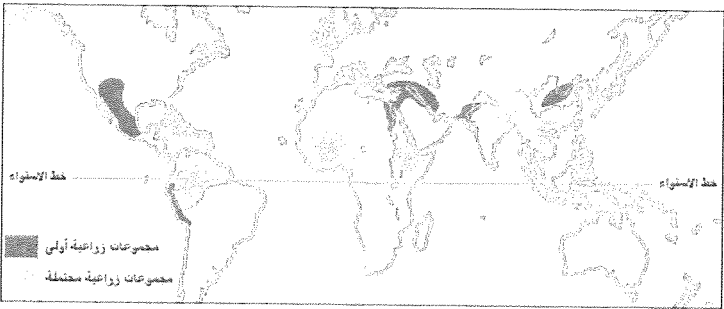 خط الاستواء
خط الاستواء
مجموعات زراعية أولى
مجموعات زراعية محتملة